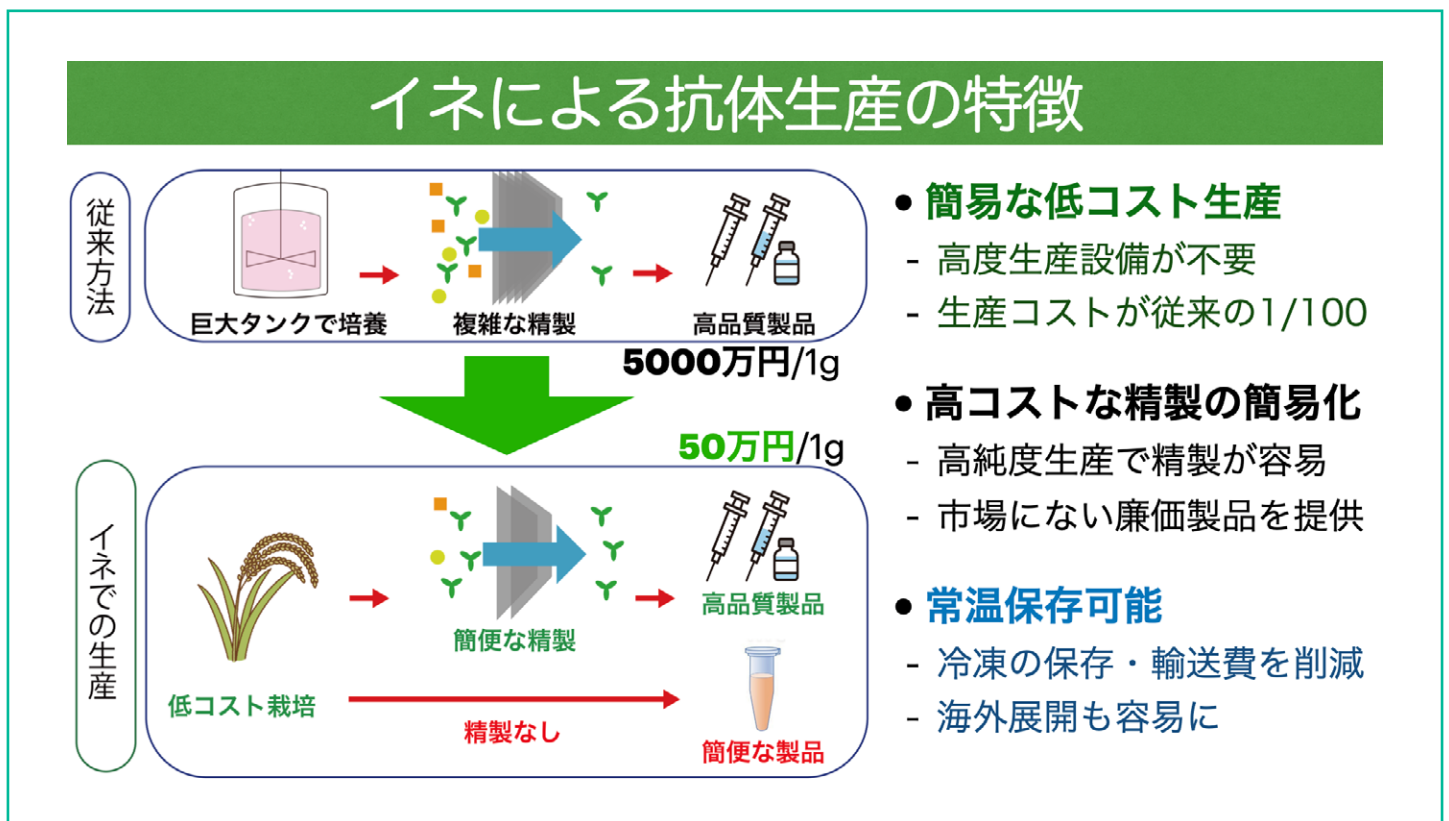 イネによる抗体生産の特徴
従来方法
巨大タンクで培養
複雑な精製
高品質製品
5000万円/1g
50万円/1g
イネでの生産
低コスト栽培
簡便な精製
高品質製品
精製なし
簡便な製品
• 簡易な低コスト生産
- 高度生産設備が不要
- 生産コストが従来の1/100
• 高コストな精製の簡易化
- 高純度生産で精製が容易
- 市場にない廉価製品を提供
• 常温保存可能
- 冷凍の保存・輸送費を削減
- 海外展開も容易に